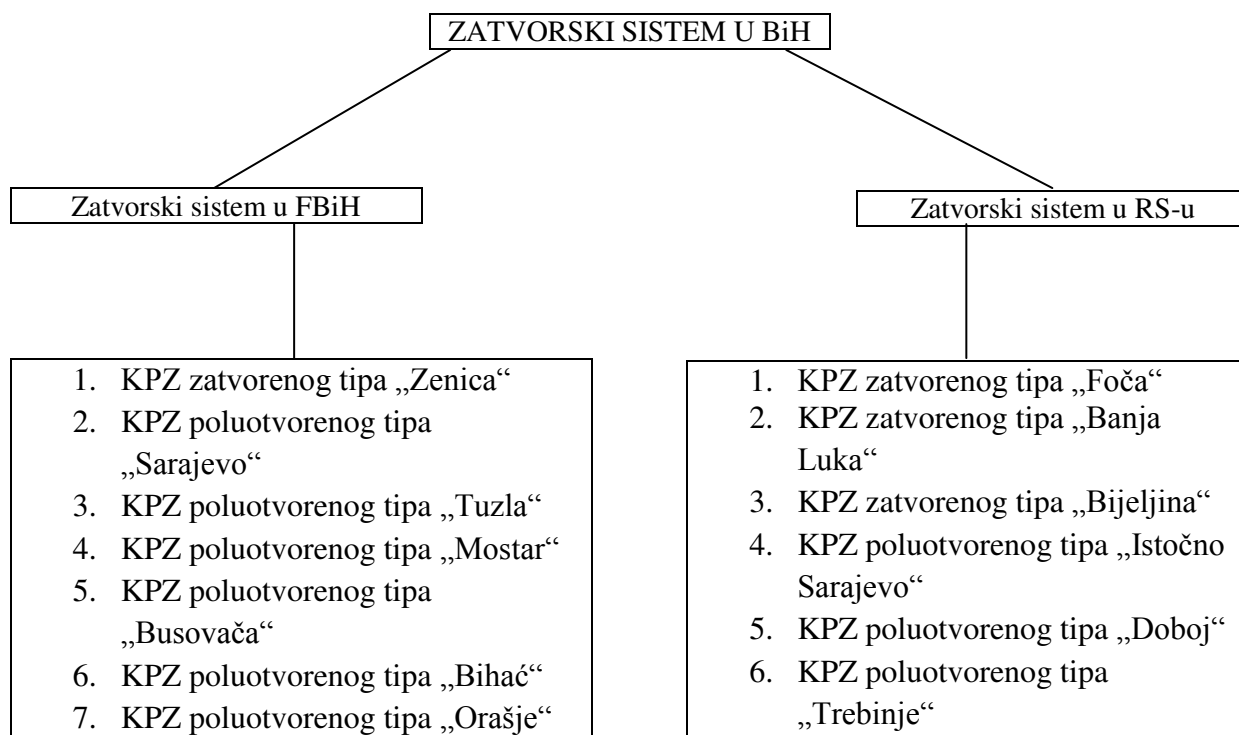 ZATVORSKI SISTEM U BiH
Zatvorski sistem u FBiH
Zatvorski sistem u RS-u
1. KPZ zatvorenog tipa „Zenica“
2. KPZ poluotvorenog tipa
„Sarajevo“
3. KPZ poluotvorenog tipa „Tuzla“
4. KPZ poluotvorenog tipa „Mostar“
5. KPZ poluotvorenog tipa
„Busovača“
6. KPZ poluotvorenog tipa „Bihać“
7. KPZ poluotvorenog tipa „Orašje“
1. KPZ zatvorenog tipa „Foča“
2. KPZ zatvorenog tipa „Banja
Luka“
3. KPZ zatvorenog tipa „Bijeljina“
4. KPZ poluotvorenog tipa „Istočno
Sarajevo“
5. KPZ poluotvorenog tipa „Doboj“
6. KPZ poluotvorenog tipa
„Trebinje“